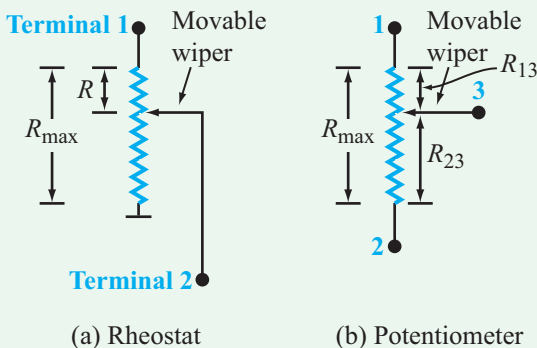 Terminal 1
Movable
wiper
R
Rmax
Terminal 2
(a) Rheostat
1
Movable
wiper
R13
3
Rmax
R23
2
(b) Potentiometer